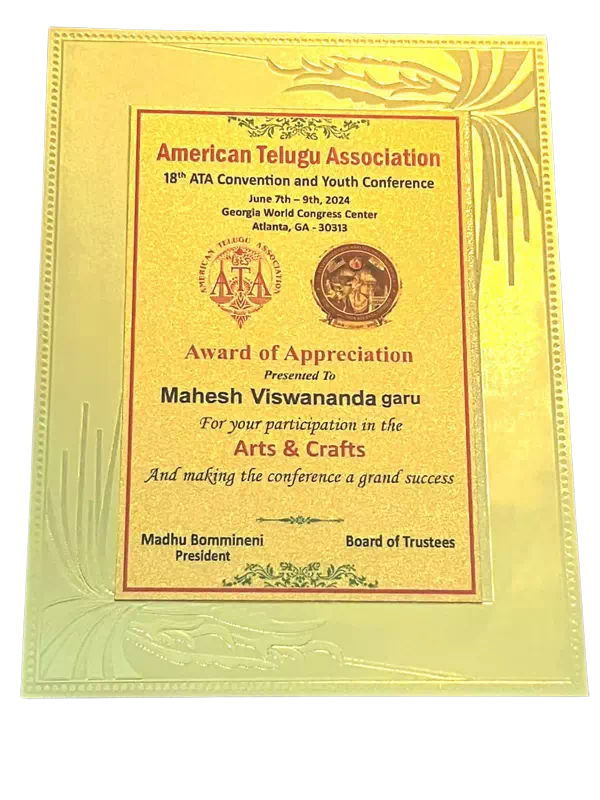 American Telugu Association
18th ATA Convention and Youth Conference
June 7th – 9th, 2024
Georgia World Congress Center
Atlanta, GA - 30313
AMERICAN TELUGU ASSOCIATION
ATA
Award of Appreciation
Presented To
Mahesh Viswananda garu
For your participation in the
Arts & Crafts
And making the conference a grand success
Madhu Bommineni
President
Board of Trustees